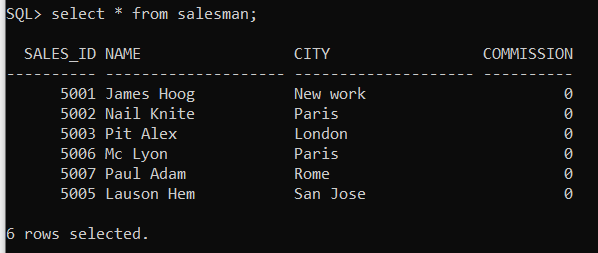 SQL> select * from salesman;
SALES_ID NAME CITY COMMISSION
---------- -------------------- -------------------- ----------
5001 James Hoog New work 0
5002 Nail Knite Paris 0
5003 Pit Alex London 0
5006 Mc Lyon Paris 0
5007 Paul Adam Rome 0
5005 Lauson Hem San Jose 0
6 rows selected.